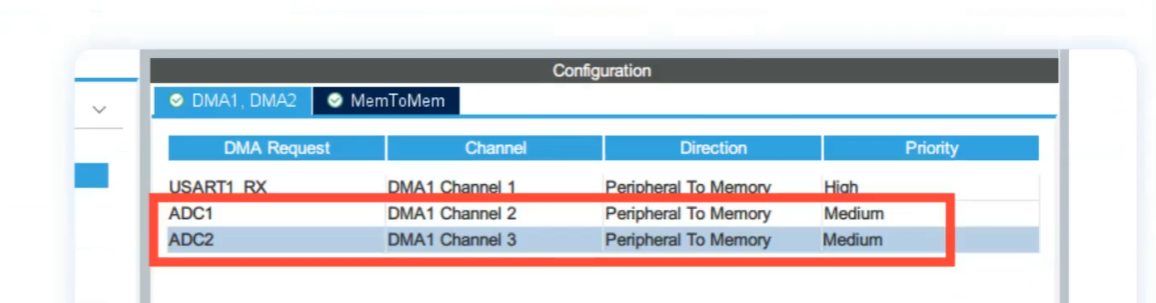 Configuration
DMA1, DMA2 MemToMem
DMA Request Channel Direction Priority
USART1_RX DMA1 Channel 1 Peripheral To Memory High
ADC1 DMA1 Channel 2 Peripheral To Memory Medium
ADC2 DMA1 Channel 3 Peripheral To Memory Medium